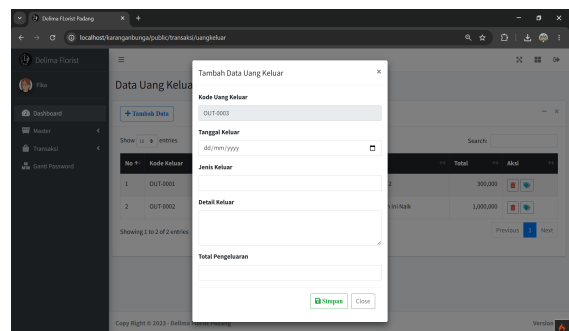 Delima Florist Padang
localhost/karanganbunga/public/transaksi/uangkeluar
Delima Florist
Fika
Dashboard
Master
Transaksi
Ganti Password
Data Uang Kelua
Tambah Data
Show 10 entries
Search:
No Kode Keluar Total Aksi
1 OUT-0001 2 300,000
2 OUT-0002 n Ini Naik 1,000,000
Showing 1 to 2 of 2 entries
Previous 1 Next
Tambah Data Uang Keluar ×
Kode Uang Keluar
OUT-0003
Tanggal Keluar
dd/mm/yyyy
Jenis Keluar
Detail Keluar
Total Pengeluaran
Simpan Close
Copy Right © 2023 - Delima Florist Padang
Version